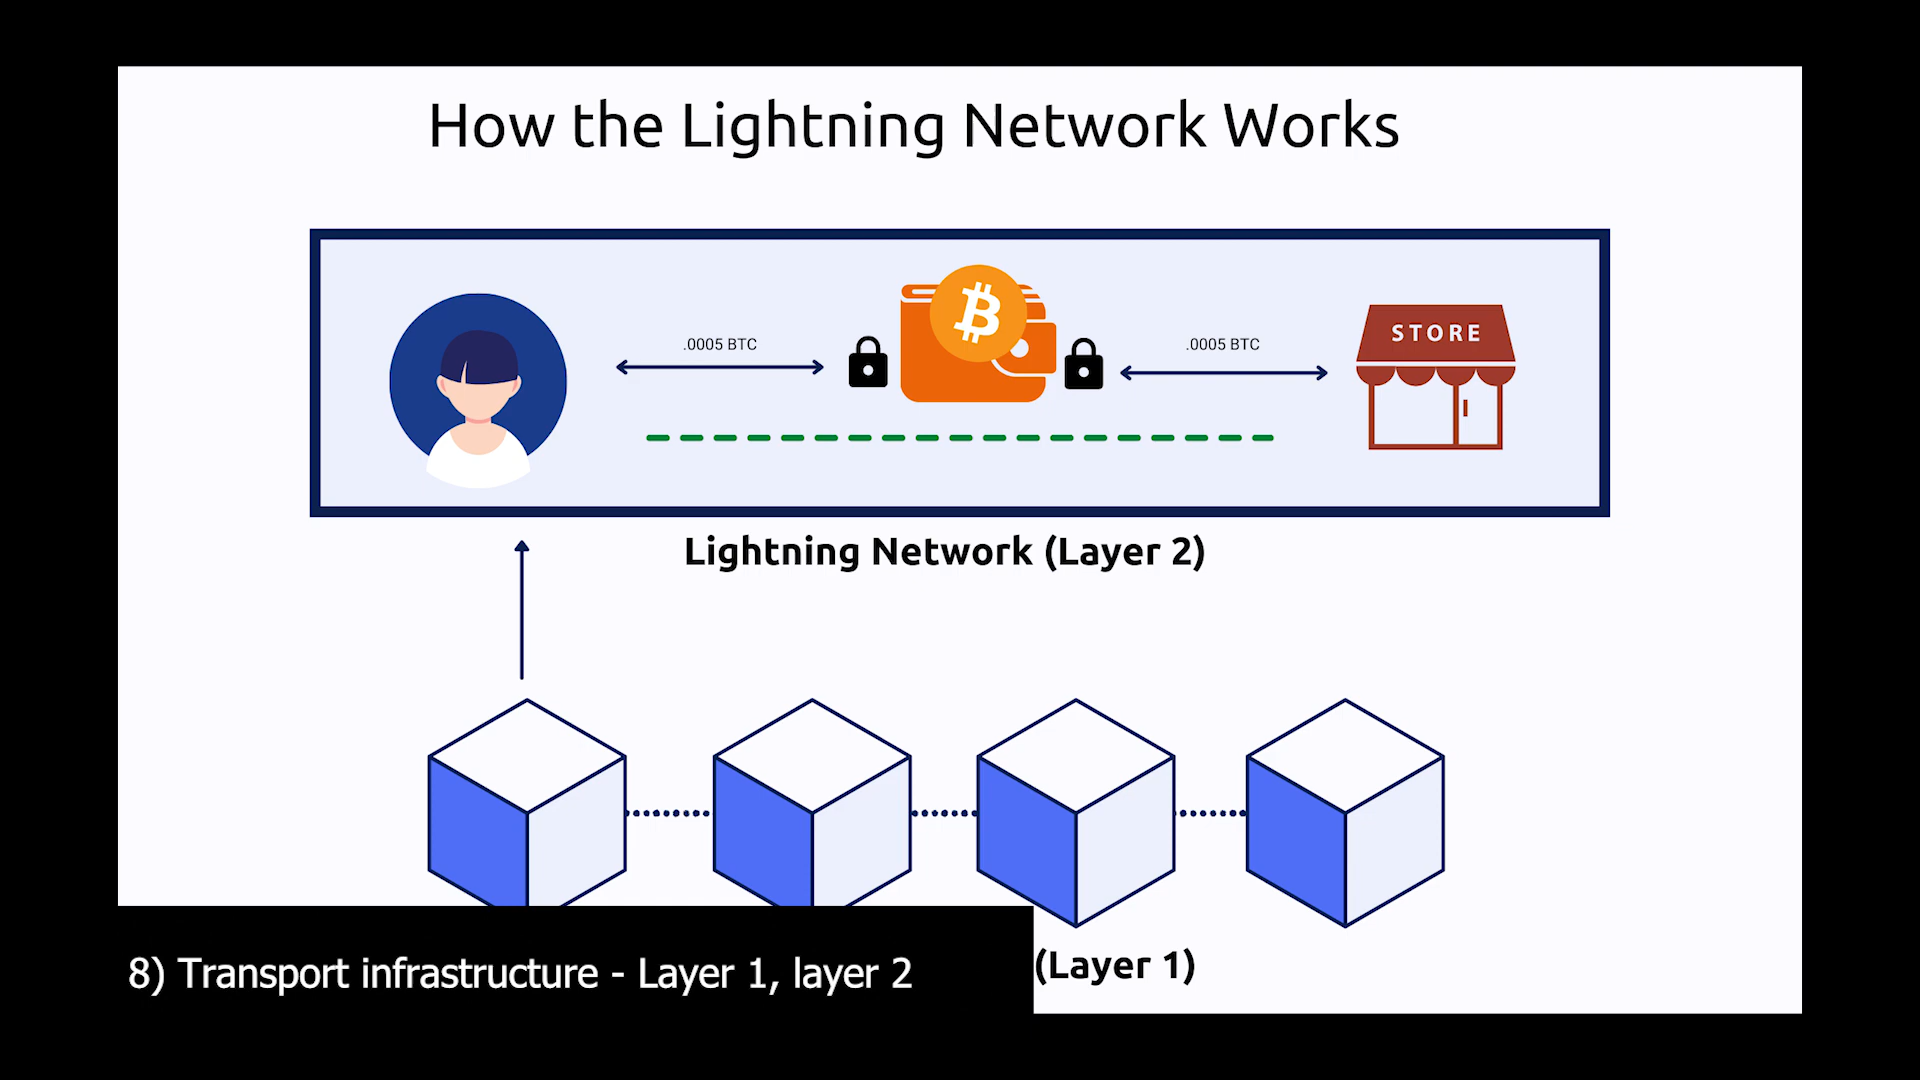 How the Lightning Network Works
.0005 BTC
.0005 BTC
STORE
Lightning Network (Layer 2)
(Layer 1)
8) Transport infrastructure - Layer 1, layer 2